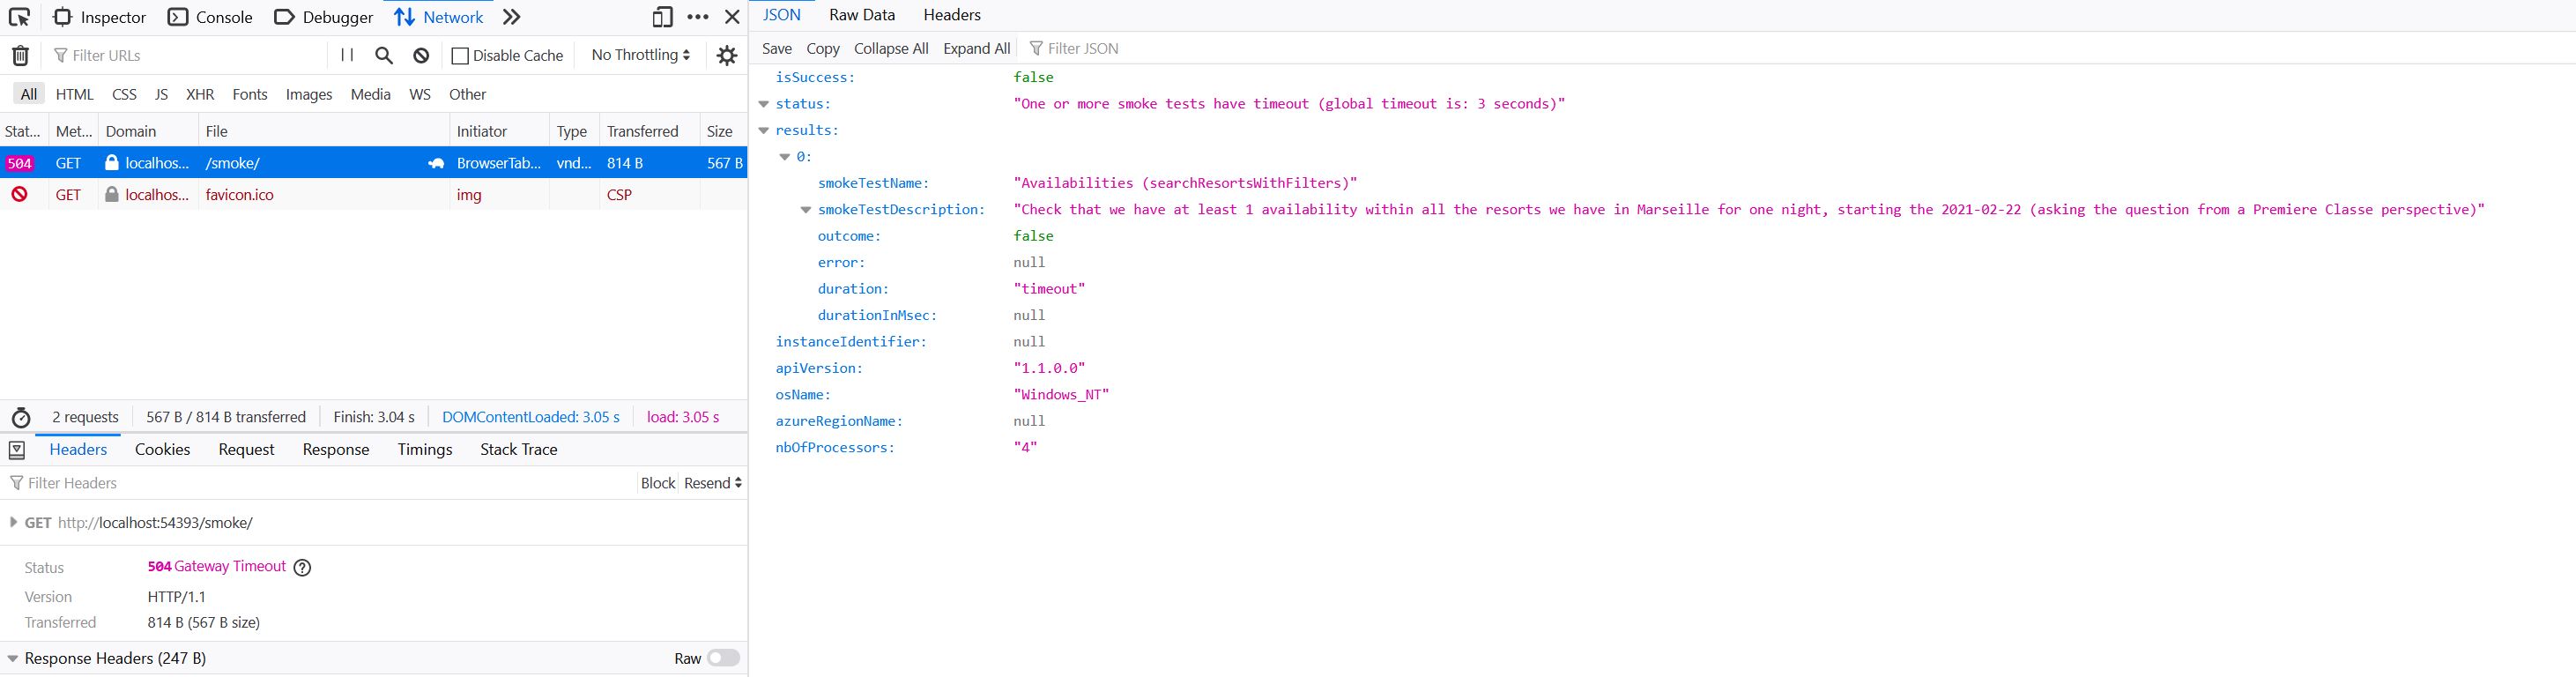 Inspector Console Debugger Network
Filter URLs Disable Cache No Throttling
All HTML CSS JS XHR Fonts Images Media WS Other
Stat... Met... Domain File Initiator Type Transferred Size
504 GET localhos... /smoke/ BrowserTab... vnd... 814 B 567 B
GET localhos... favicon.ico img CSP
2 requests 567 B / 814 B transferred Finish: 3.04 s DOMContentLoaded: 3.05 s load: 3.05 s
Headers Cookies Request Response Timings Stack Trace
Filter Headers Block Resend
GET http://localhost:54393/smoke/
Status 504 Gateway Timeout ?
Version HTTP/1.1
Transferred 814 B (567 B size)
Response Headers (247 B) Raw
JSON Raw Data Headers
Save Copy Collapse All Expand All Filter JSON
isSuccess: false
status: "One or more smoke tests have timeout (global timeout is: 3 seconds)"
results:
0:
smokeTestName: "Availabilities (searchResortsWithFilters)"
smokeTestDescription: "Check that we have at least 1 availability within all the resorts we have in Marseille for one night, starting the 2021-02-22 (asking the question from a Premiere Classe perspective)"
outcome: false
error: null
duration: "timeout"
durationInMsec: null
instanceIdentifier: null
apiVersion: "1.1.0.0"
osName: "Windows_NT"
azureRegionName: null
nbOfProcessors: "4"